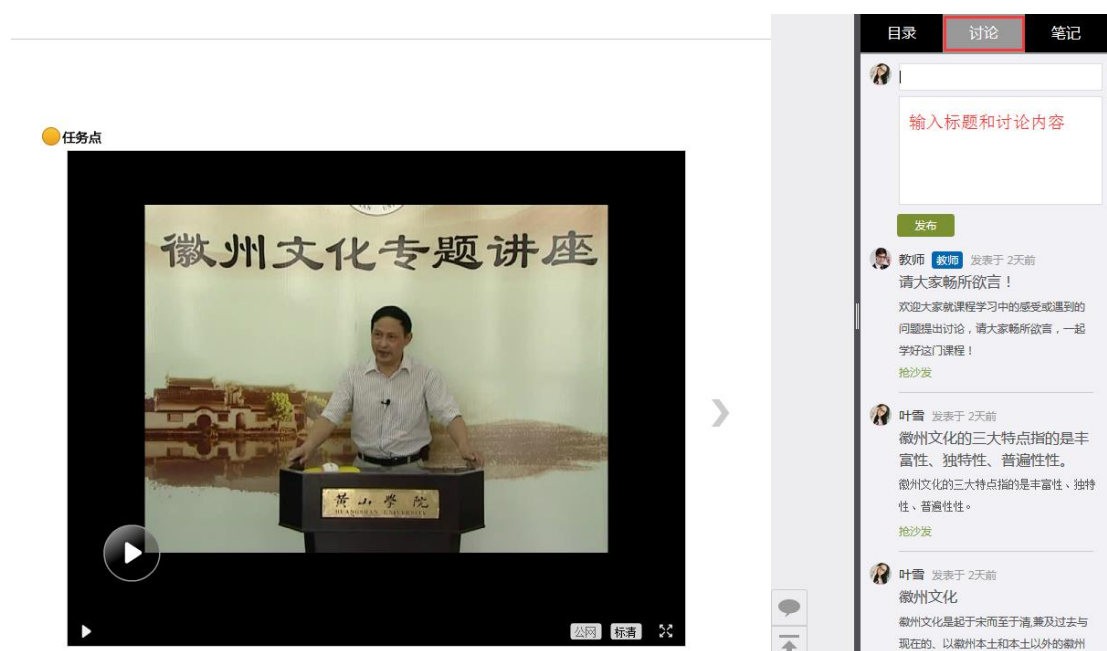 目录
讨论
笔记
输入标题和讨论内容
发布
教师 教师 发表于 2天前
请大家畅所欲言！
欢迎大家就课程学习中的感受或遇到的
问题提出讨论，请大家畅所欲言，一起
学好这门课程！
抢沙发
叶雪 发表于 2天前
徽州文化的三大特点指的是丰
富性、独特性、普遍性性。
徽州文化的三大特点指的是丰富性、独特
性、普遍性性。
抢沙发
叶雪 发表于 2天前
徽州文化
徽州文化是起于宋而至于清,兼及过去与
现在的、以徽州本土和本土以外的徽州
任务点
徽州文化专题讲座
黄山学院
HUANGSHAN UNIVERSITY
公网
标清